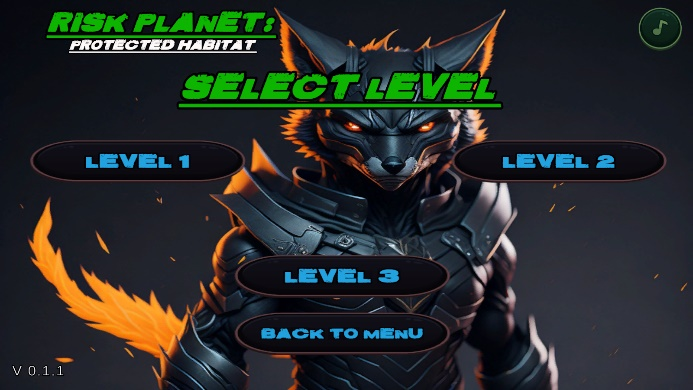 RISK PLANET:
PROTECTED HABITAT
SELECT LEVEL
LEVEL 1
LEVEL 2
LEVEL 3
BACK TO MENU
V 0.1.1